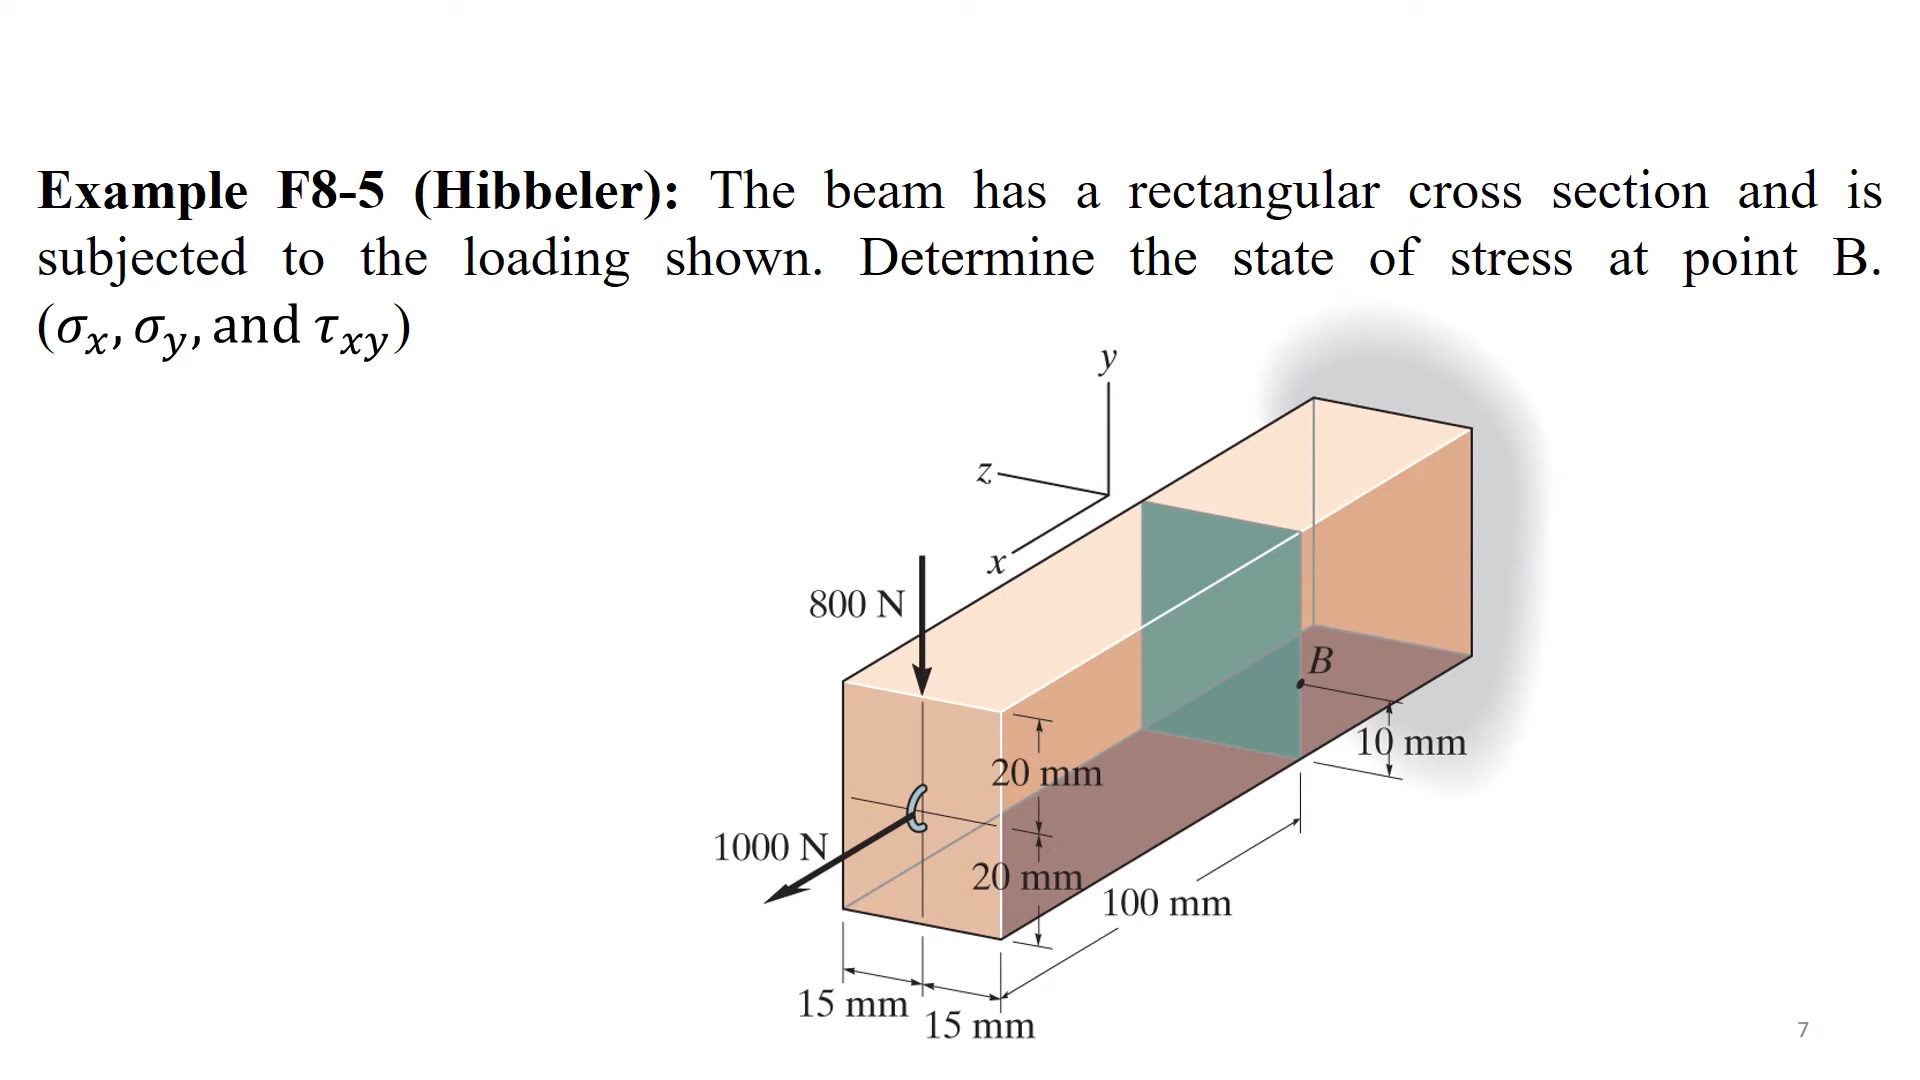 Example F8-5 (Hibbeler): The beam has a rectangular cross section and is
subjected to the loading shown. Determine the state of stress at point B.
(σx, σy, and τxy)
y
z
x
800 N
B
10 mm
20 mm
1000 N
20 mm
100 mm
15 mm
15 mm
7